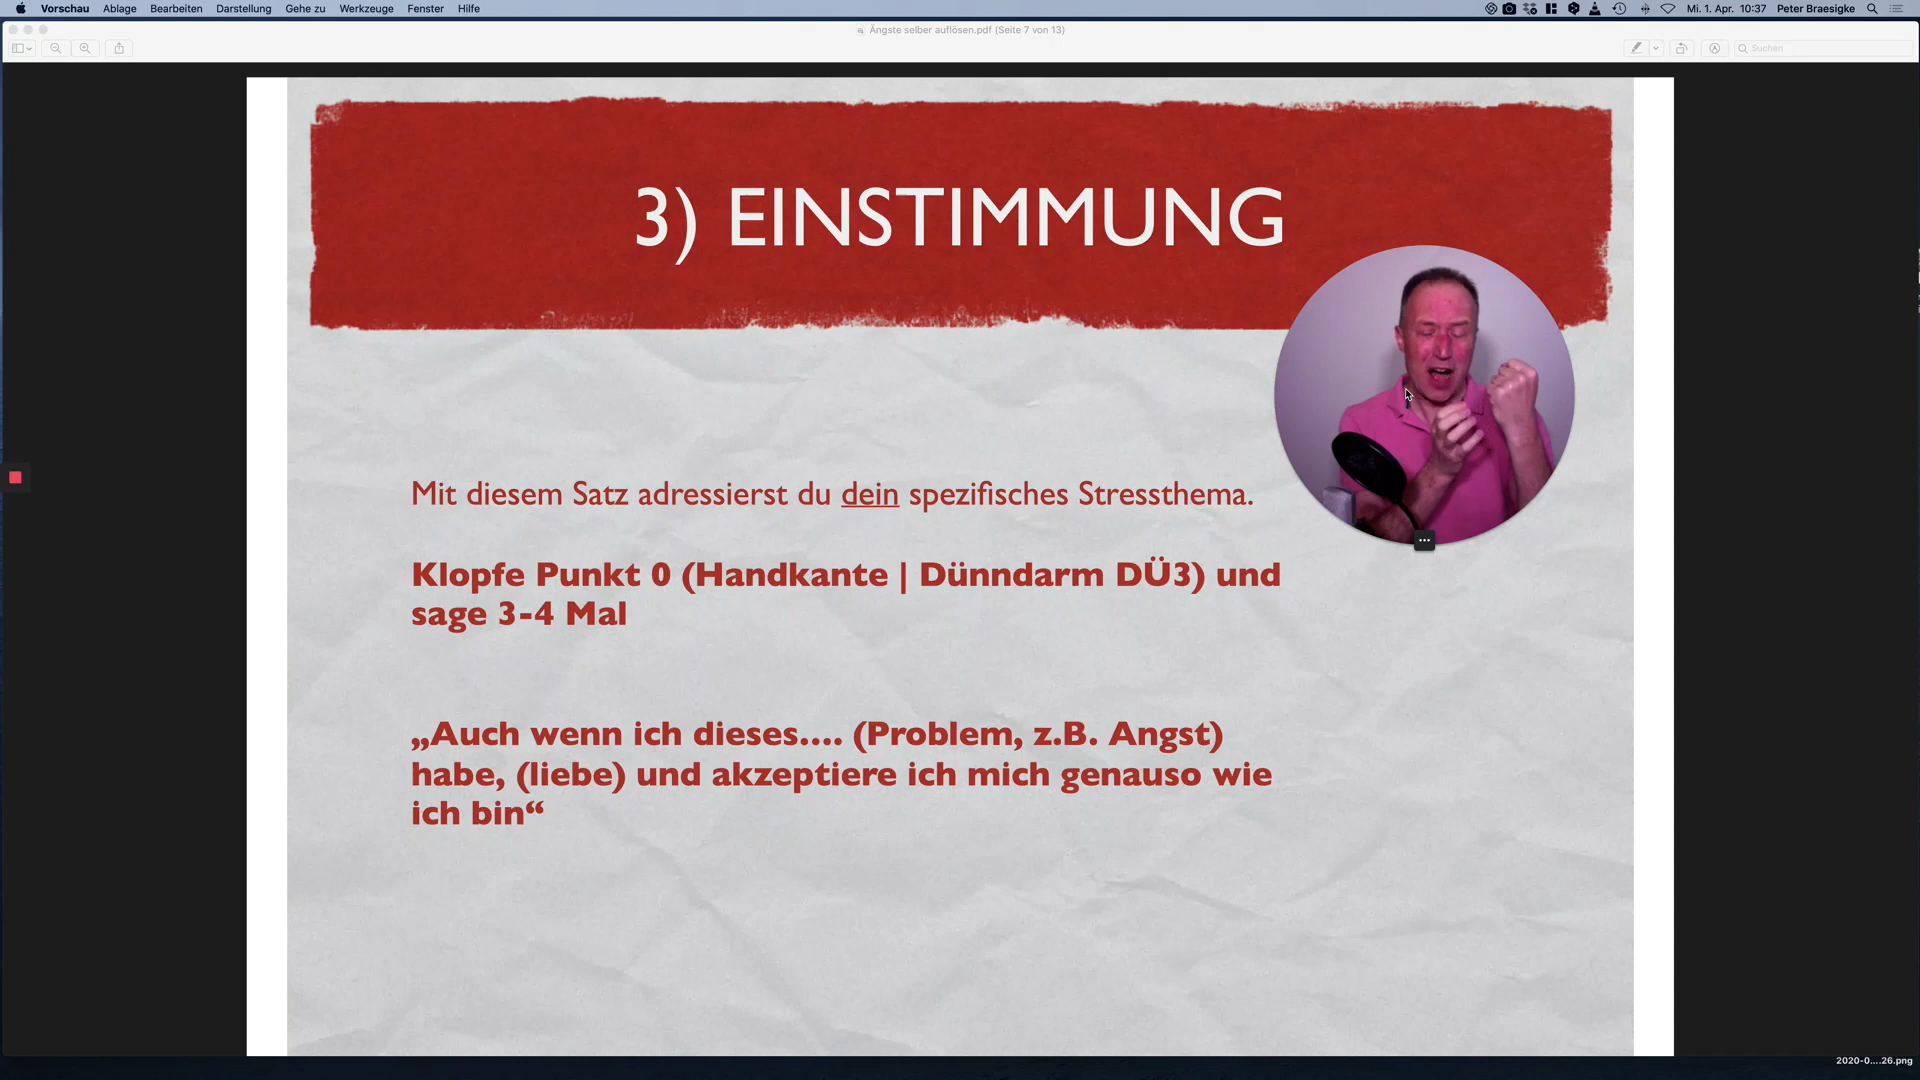 Vorschau Ablage Bearbeiten Darstellung Gehe zu Werkzeuge Fenster Hilfe
Mi. 1. Apr. 10:37 Peter Braesigke
Ängste selber auflösen.pdf (Seite 7 von 13)
Suchen
3) EINSTIMMUNG
Mit diesem Satz adressierst du dein spezifisches Stressthema.
Klopfe Punkt 0 (Handkante | Dünndarm DÜ3) und
sage 3-4 Mal
„Auch wenn ich dieses.... (Problem, z.B. Angst)
habe, (liebe) und akzeptiere ich mich genauso wie
ich bin“
2020-0....26.png